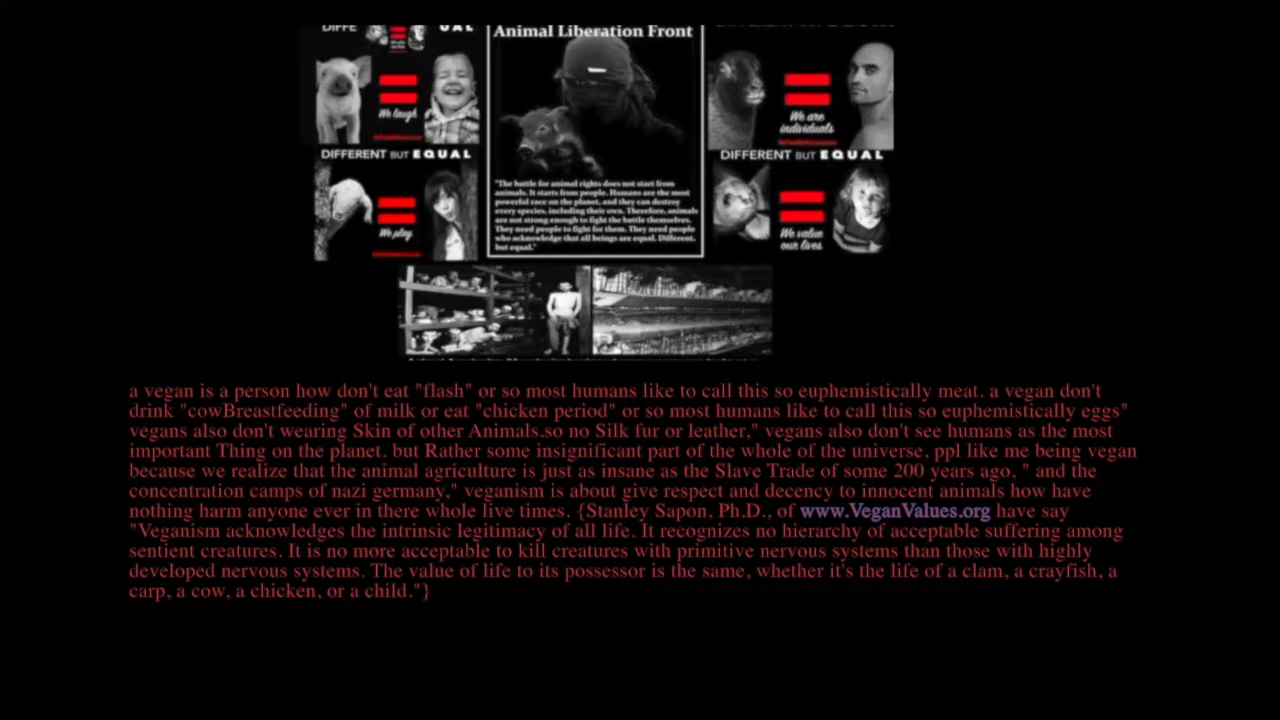 DIFFE UAL
Animal Liberation Front
We laugh
We are
individuals
DIFFERENT BUT EQUAL
DIFFERENT BUT EQUAL
We play
We value
our lives
"The battle for animal rights does not start from
animals. It starts from people. Humans are the most
powerful race on the planet, and they can destroy
every species, including their own. Therefore, animals
are not strong enough to fight the battle themselves.
They need people to fight for them. They need people
who acknowledge that all beings are equal. Different,
but equal."
a vegan is a person how don't eat "flash" or so most humans like to call this so euphemistically meat. a vegan don't
drink "cowBreastfeeding" of milk or eat "chicken period" or so most humans like to call this so euphemistically eggs"
vegans also don't wearing Skin of other Animals.so no Silk fur or leather," vegans also don't see humans as the most
important Thing on the planet. but Rather some insignificant part of the whole of the universe, ppl like me being vegan
because we realize that the animal agriculture is just as insane as the Slave Trade of some 200 years ago, " and the
concentration camps of nazi germany," veganism is about give respect and decency to innocent animals how have
nothing harm anyone ever in there whole live times. {Stanley Sapon, Ph.D., of www.VeganValues.org have say
"Veganism acknowledges the intrinsic legitimacy of all life. It recognizes no hierarchy of acceptable suffering among
sentient creatures. It is no more acceptable to kill creatures with primitive nervous systems than those with highly
developed nervous systems. The value of life to its possessor is the same, whether it's the life of a clam, a crayfish, a
carp, a cow, a chicken, or a child."}